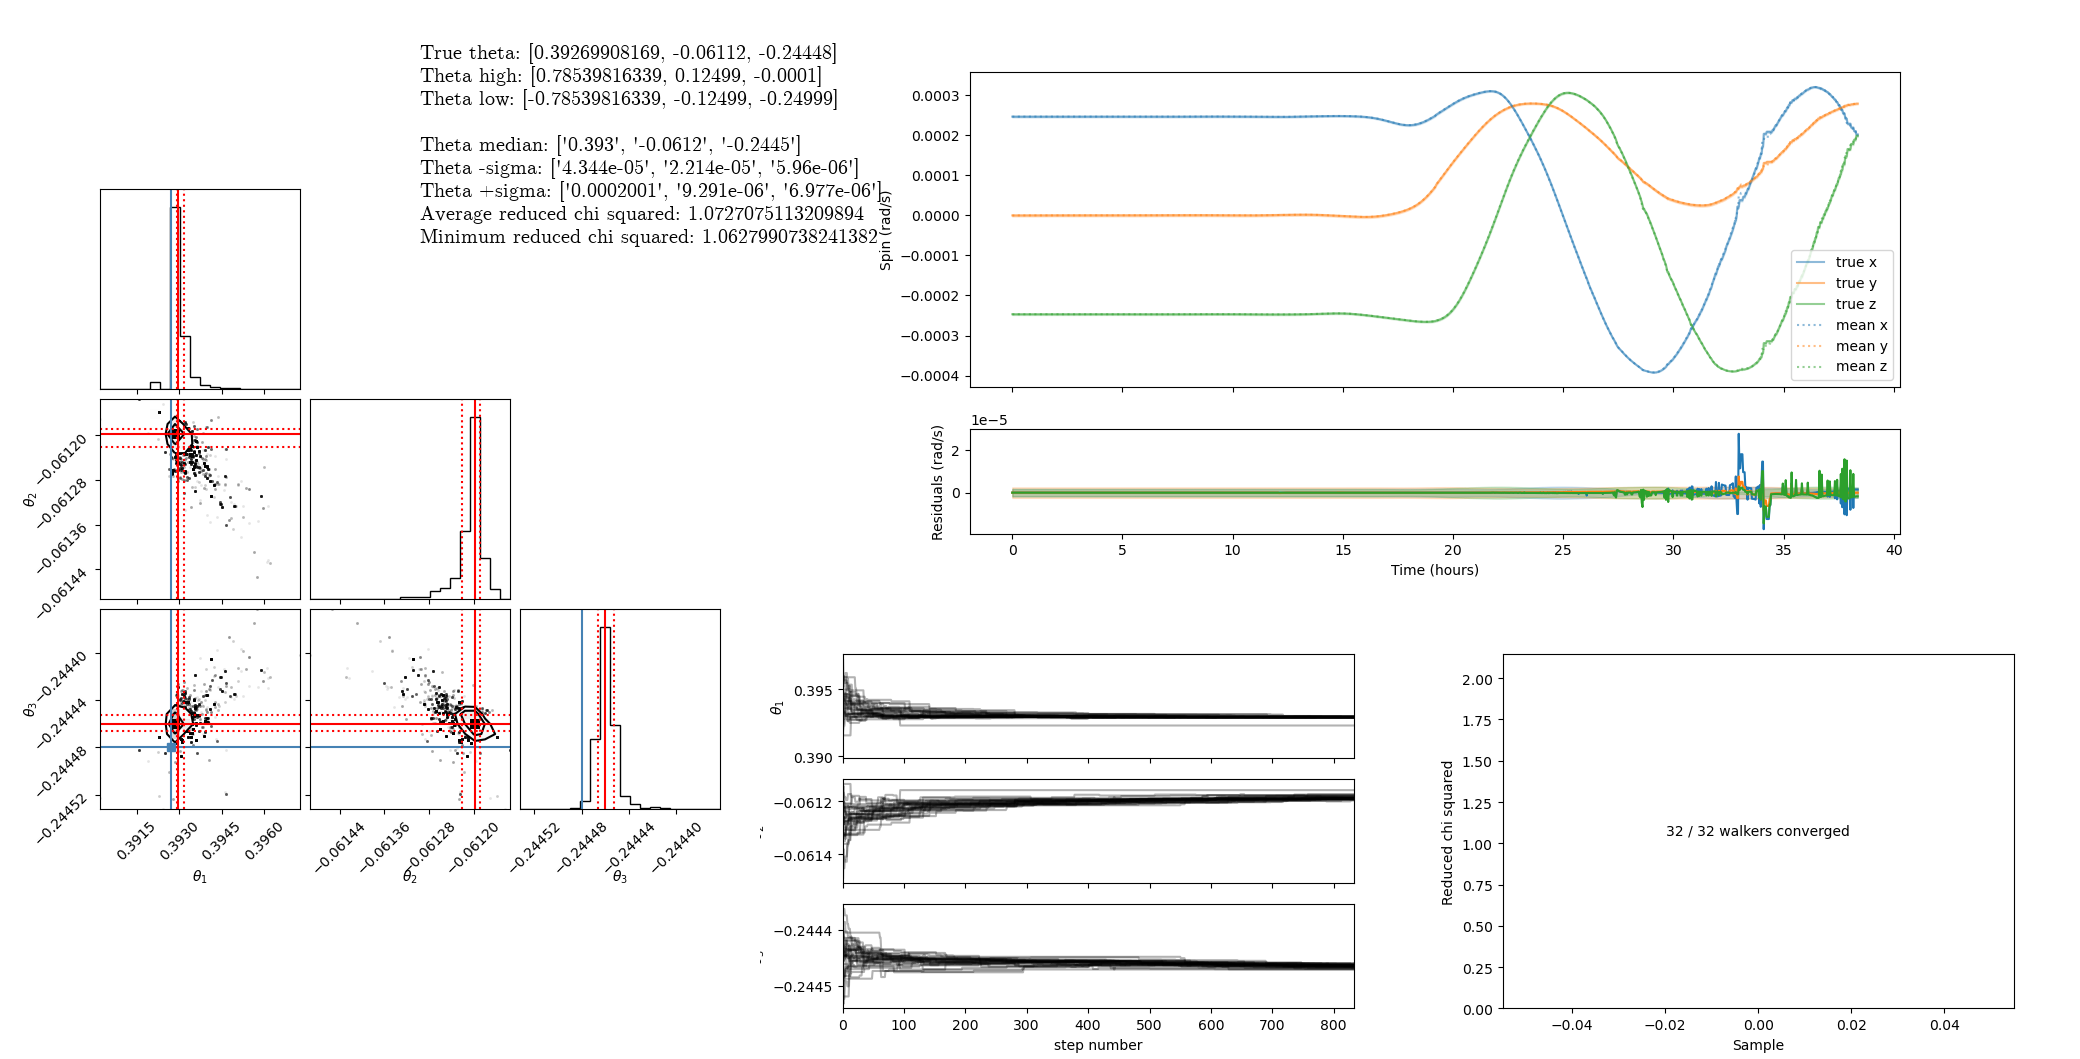 True theta: [0.39269908169, -0.06112, -0.24448]
Theta high: [0.78539816339, 0.12499, -0.0001]
Theta low: [-0.78539816339, -0.12499, -0.24999]
Theta median: ['0.393', '-0.0612', '-0.2445']
Theta -sigma: ['4.344e-05', '2.214e-05', '5.96e-06']
Theta +sigma: ['0.0002001', '9.291e-06', '6.977e-06']
Average reduced chi squared: 1.0727075113209894
Minimum reduced chi squared: 1.0627990738241382
Spin (rad/s)
0.0003
0.0002
0.0001
0.0000
−0.0001
−0.0002
−0.0003
−0.0004
true x
true y
true z
mean x
mean y
mean z
1e−5
Residuals (rad/s)
2
0
0 5 10 15 20 25 30 35 40
Time (hours)
θ2
−0.06120
−0.06128
−0.06136
−0.06144
θ3
−0.24440
−0.24444
−0.24448
−0.24452
0.3915 0.3930 0.3945 0.3960
θ1
−0.06144 −0.06136 −0.06128 −0.06120
θ2
−0.24452 −0.24448 −0.24444 −0.24440
θ3
θ1
0.395
0.390
−0.0612
−0.0614
−0.2444
−0.2445
0 100 200 300 400 500 600 700 800
step number
Reduced chi squared
2.00
1.75
1.50
1.25
1.00
0.75
0.50
0.25
0.00
32 / 32 walkers converged
−0.04 −0.02 0.00 0.02 0.04
Sample